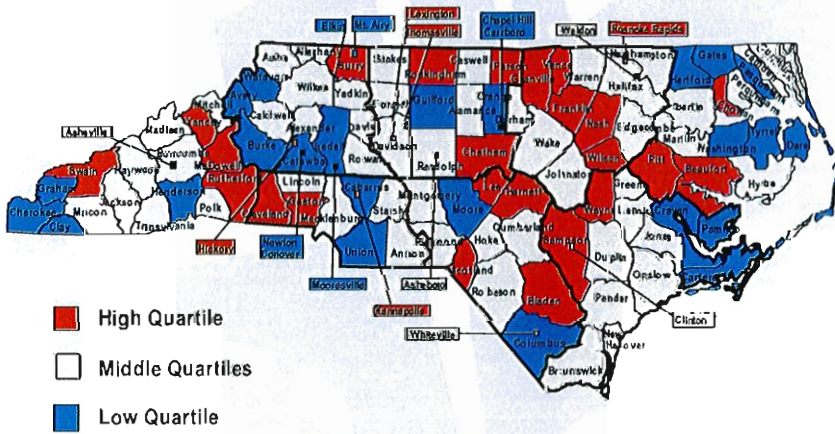 Elkin
Mt. Airy
Lexington
Thomasville
Chapel Hill
Carrboro
Weldon
Roanoke Rapids
Asheville
Ashe
Alleghany
Surry
Stokes
Rockingham
Caswell
Person
Granville
Vance
Warren
Northampton
Halifax
Gates
Hertford
Chowan
Watauga
Wilkes
Yadkin
Forsyth
Guilford
Alamance
Orange
Durham
Franklin
Nash
Edgecombe
Martin
Bertie
Washington
Tyrrell
Dare
Mitchell
Avery
Yancey
Caldwell
Alexander
Iredell
Davie
Davidson
Rowan
Randolph
Chatham
Wake
Wilson
Pitt
Beaufort
Hyde
Madison
Buncombe
McDowell
Burke
Catawba
Swain
Haywood
Graham
Jackson
Henderson
Rutherford
Lincoln
Cabarrus
Montgomery
Moore
Lee
Harnett
Johnston
Wayne
Green
Craven
Pamlico
Cherokee
Clay
Macon
Transylvania
Polk
Cleveland
Gaston
Mecklenburg
Stanly
Cumberland
Sampson
Jones
Carteret
Union
Anson
Hoke
Duplin
Onslow
Scotland
Robeson
Bladen
Pender
Hickory
Newton
Conover
Mooresville
Asheboro
Kannapolis
Whiteville
Clinton
Columbus
New
Hanover
Brunswick
High Quartile
Middle Quartiles
Low Quartile